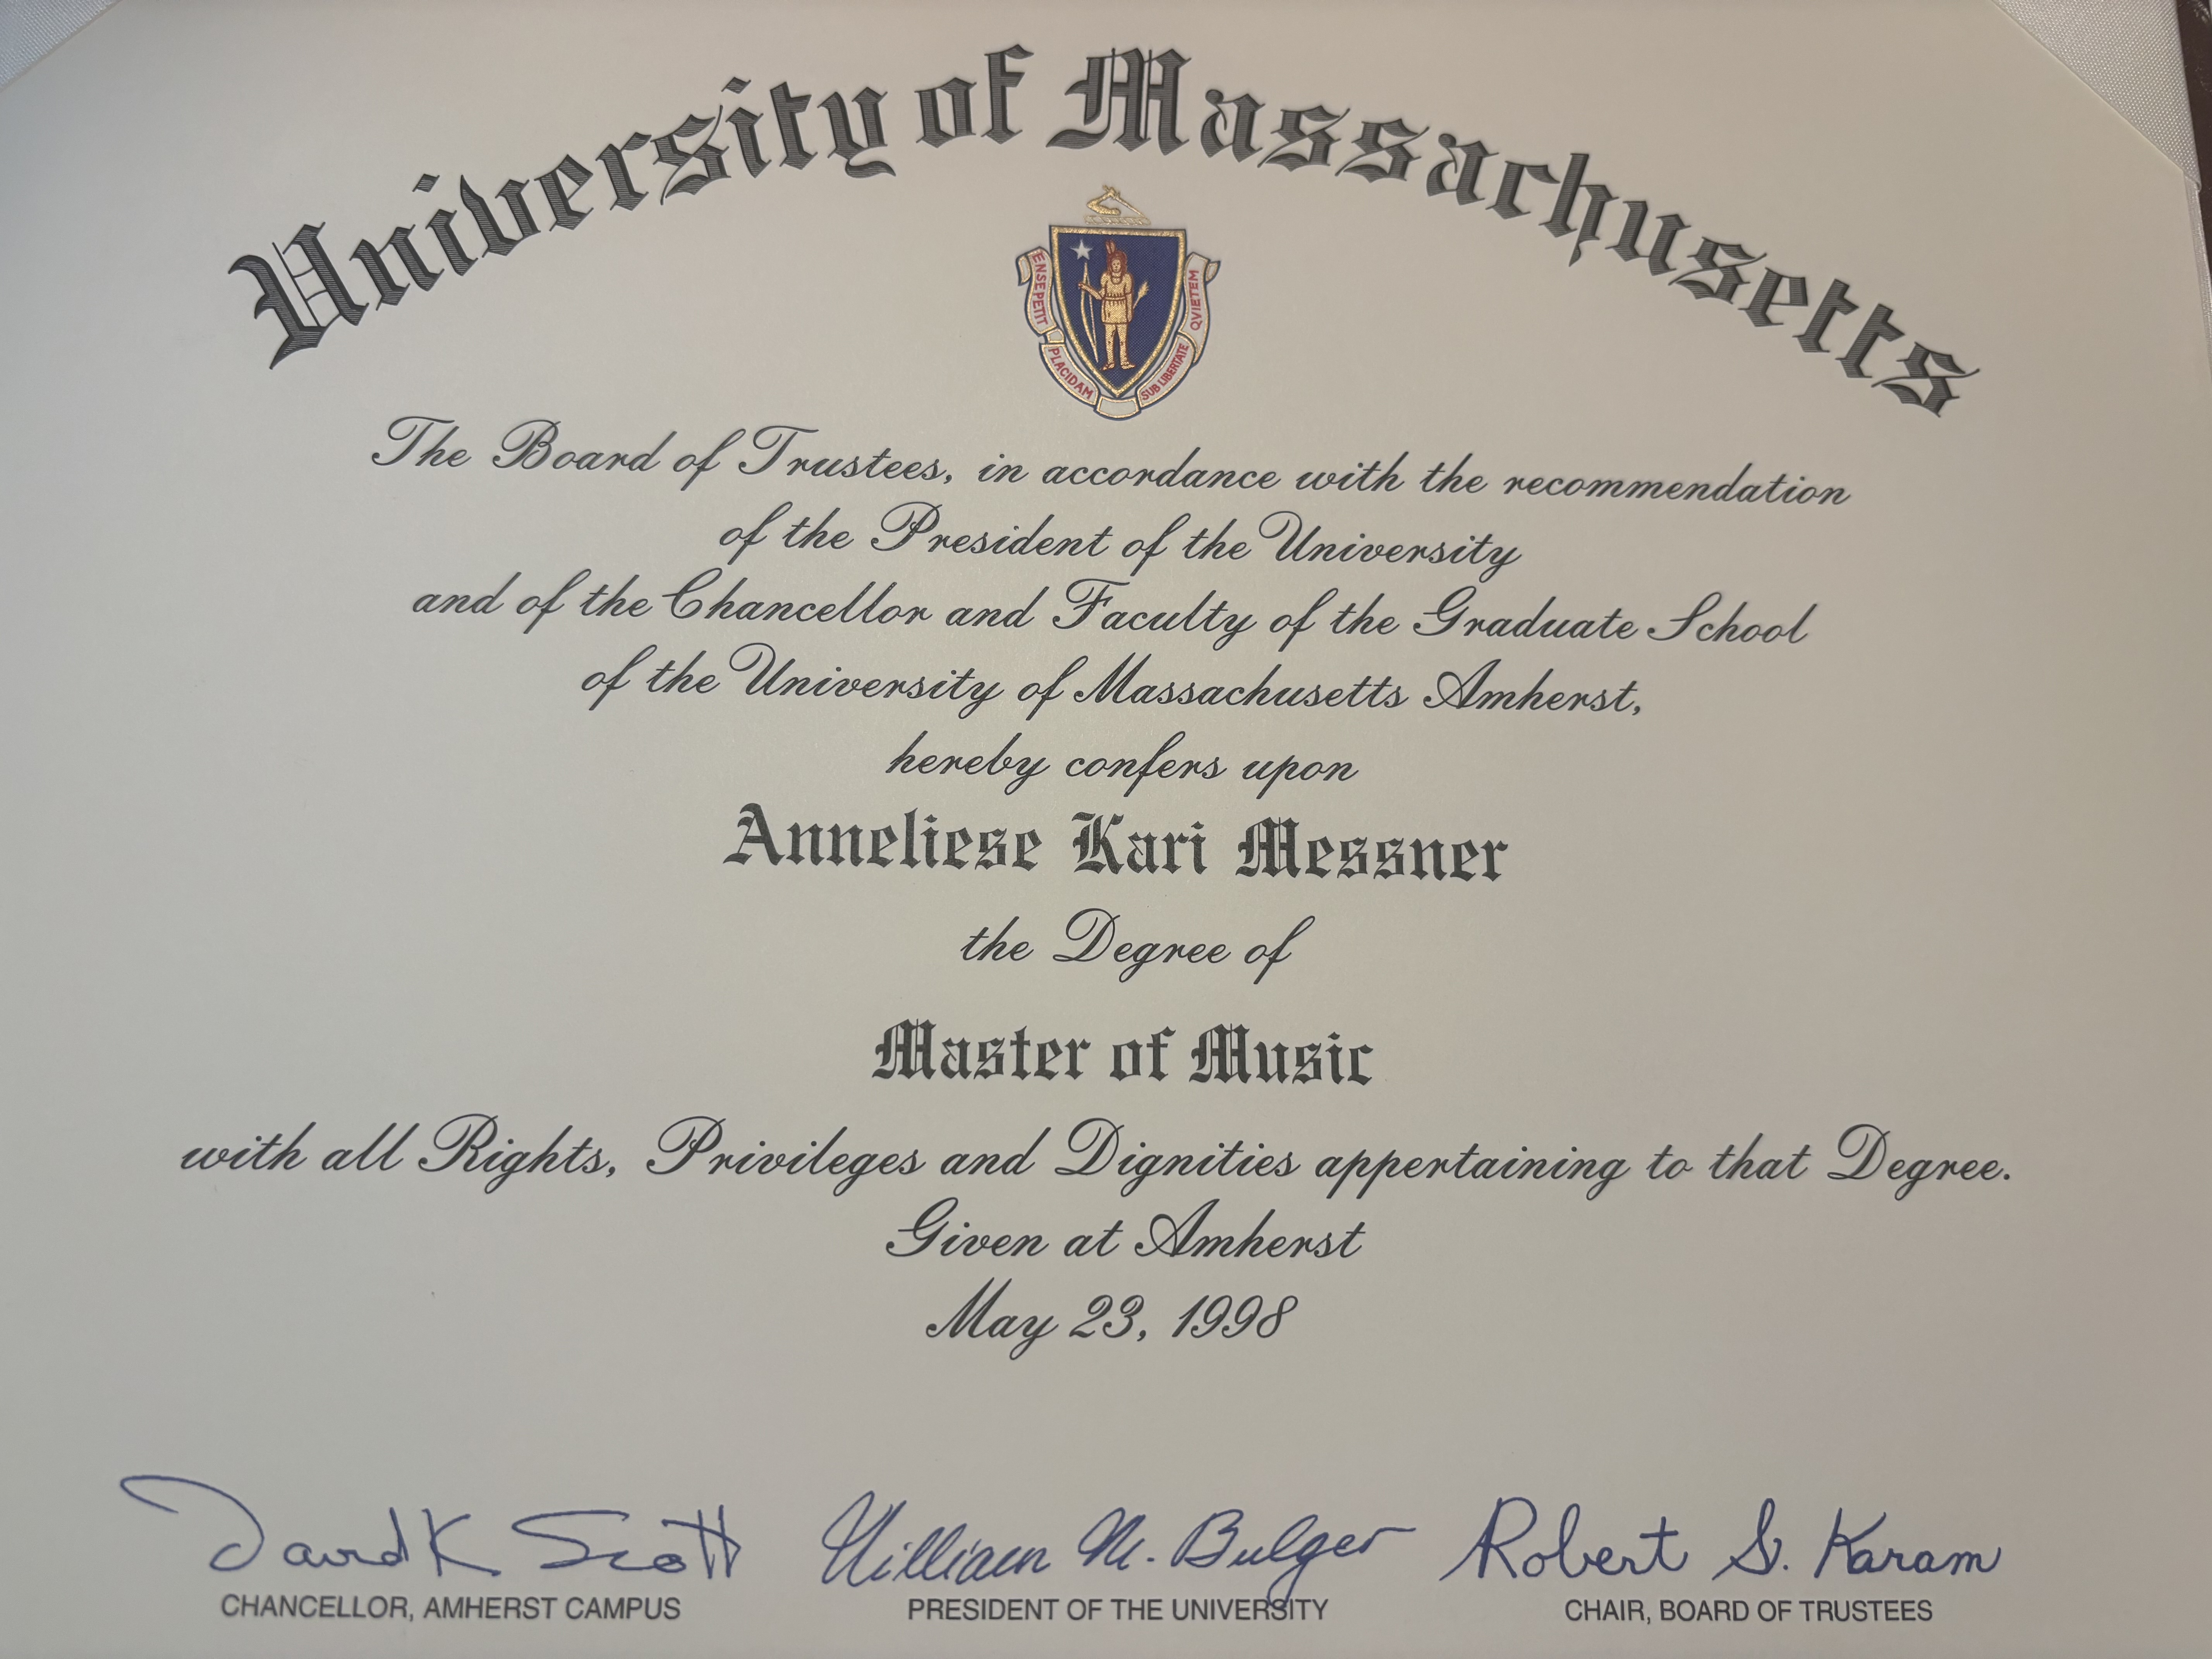 University of Massachusetts
ENSE PETIT
PLACIDAM
SUB LIBERTATE
QVIETEM
The Board of Trustees, in accordance with the recommendation
of the President of the University
and of the Chancellor and Faculty of the Graduate School
of the University of Massachusetts Amherst,
hereby confers upon
Anneliese Kari Messner
the Degree of
Master of Music
with all Rights, Privileges and Dignities appertaining to that Degree.
Given at Amherst
May 23, 1998
David K Scott
William M. Bulger
Robert S. Karam
CHANCELLOR, AMHERST CAMPUS
PRESIDENT OF THE UNIVERSITY
CHAIR, BOARD OF TRUSTEES